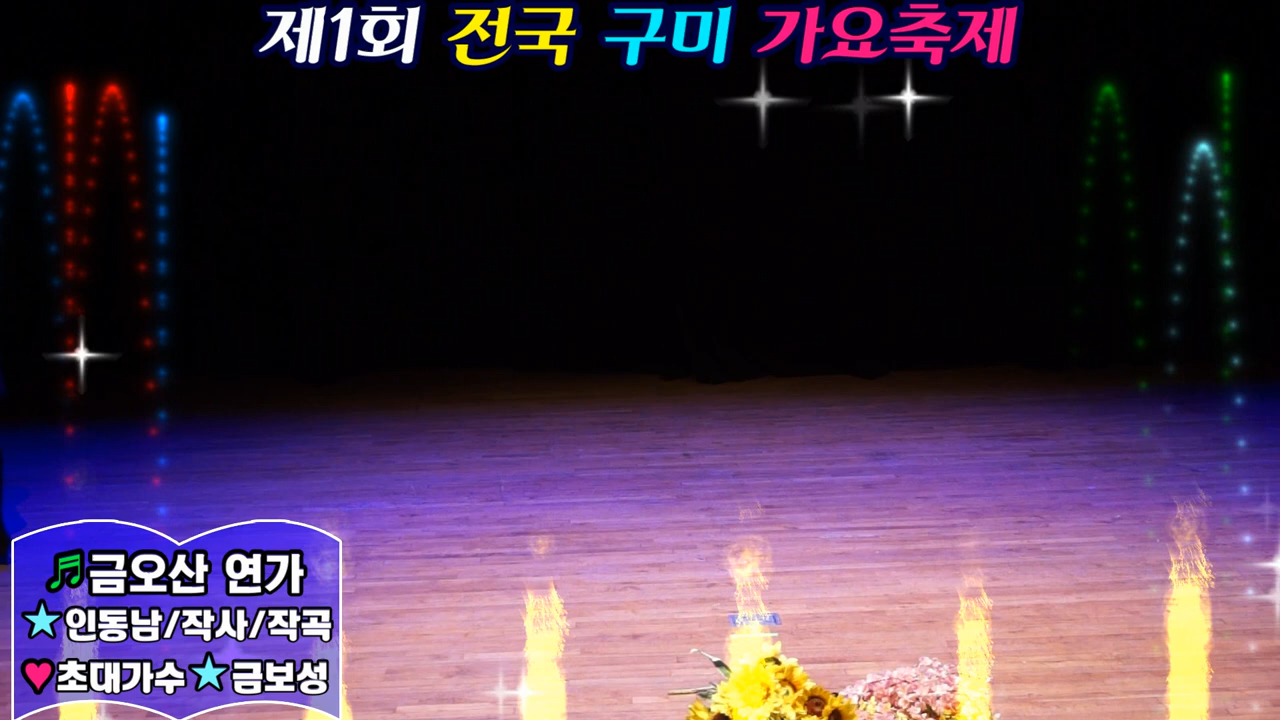 제1회 전국 구미 가요축제
금오산 연가
인동남/작사/작곡
초대가수 금보성